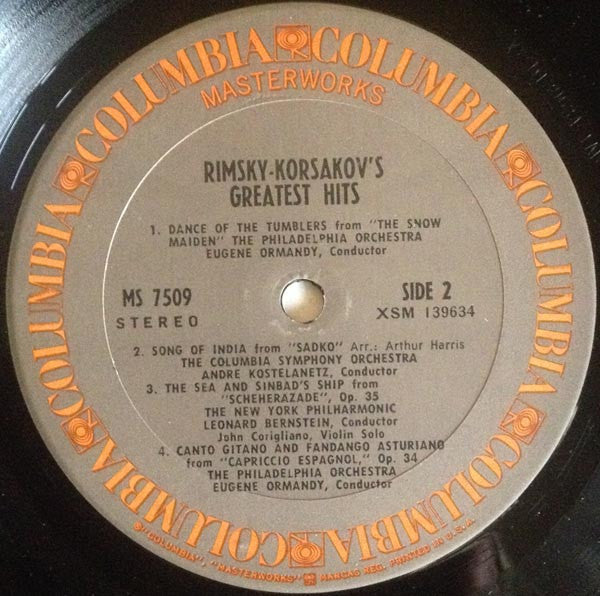 COLUMBIA COLUMBIA COLUMBIA COLUMBIA COLUMBIA COLUMBIA
MASTERWORKS
RIMSKY-KORSAKOV'S
GREATEST HITS
1. DANCE OF THE TUMBLERS from "THE SNOW
MAIDEN" THE PHILADELPHIA ORCHESTRA
EUGENE ORMANDY, Conductor
MS 7509
STEREO
SIDE 2
XSM 139634
2. SONG OF INDIA from "SADKO" Arr.: Arthur Harris
THE COLUMBIA SYMPHONY ORCHESTRA
ANDRE KOSTELANETZ, Conductor
3. THE SEA AND SINBAD'S SHIP from
"SCHEHERAZADE", Op. 35
THE NEW YORK PHILHARMONIC
LEONARD BERNSTEIN, Conductor
John Corigliano, Violin Solo
4. CANTO GITANO AND FANDANGO ASTURIANO
from "CAPRICCIO ESPAGNOL," Op. 34
THE PHILADELPHIA ORCHESTRA
EUGENE ORMANDY, Conductor
"COLUMBIA", "MASTERWORKS" MARCAS REG. PRINTED IN U.S.A.